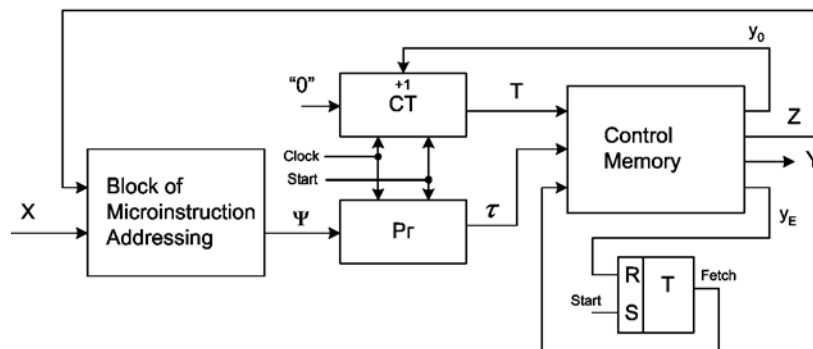 y0
"0"
+1
CT
T
Z
Control
Memory
Clock
Start
Y
Block of
Microinstruction
Addressing
X
Ψ
Pr
τ
yE
R
T
Fetch
Start
S